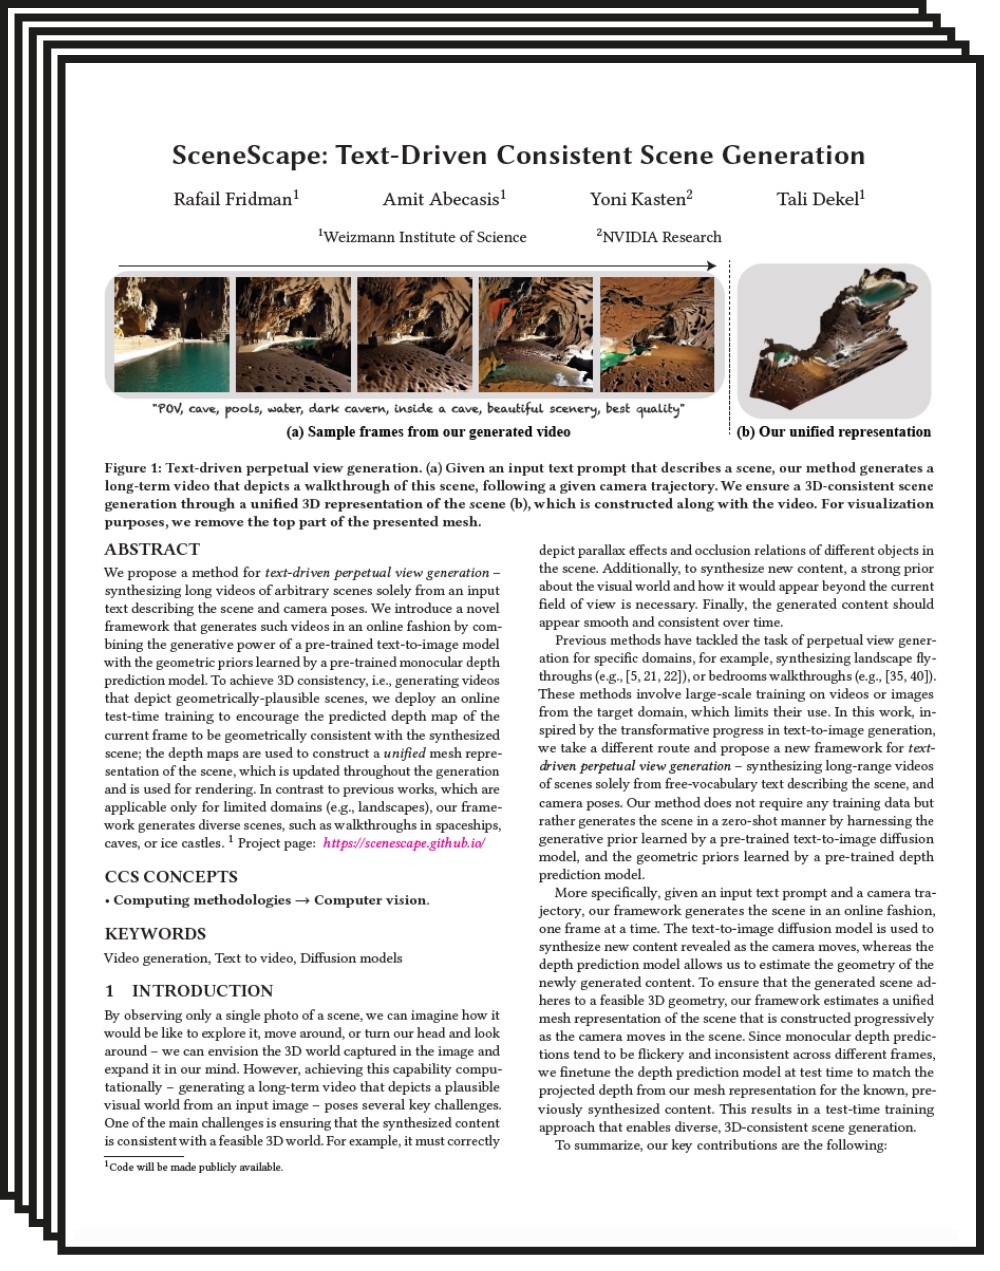 SceneScape: Text-Driven Consistent Scene Generation
Rafail Fridman¹ Amit Abecasis¹ Yoni Kasten² Tali Dekel¹
¹Weizmann Institute of Science ²NVIDIA Research
"POV, cave, pools, water, dark cavern, inside a cave, beautiful scenery, best quality"
(a) Sample frames from our generated video
(b) Our unified representation
Figure 1: Text-driven perpetual view generation. (a) Given an input text prompt that describes a scene, our method generates a
long-term video that depicts a walkthrough of this scene, following a given camera trajectory. We ensure a 3D-consistent scene
generation through a unified 3D representation of the scene (b), which is constructed along with the video. For visualization
purposes, we remove the top part of the presented mesh.
ABSTRACT
We propose a method for text-driven perpetual view generation –
synthesizing long videos of arbitrary scenes solely from an input
text describing the scene and camera poses. We introduce a novel
framework that generates such videos in an online fashion by com-
bining the generative power of a pre-trained text-to-image model
with the geometric priors learned by a pre-trained monocular depth
prediction model. To achieve 3D consistency, i.e., generating videos
that depict geometrically-plausible scenes, we deploy an online
test-time training to encourage the predicted depth map of the
current frame to be geometrically consistent with the synthesized
scene; the depth maps are used to construct a unified mesh repre-
sentation of the scene, which is updated throughout the generation
and is used for rendering. In contrast to previous works, which are
applicable only for limited domains (e.g., landscapes), our frame-
work generates diverse scenes, such as walkthroughs in spaceships,
caves, or ice castles. ¹ Project page: https://scenescape.github.io/
CCS CONCEPTS
• Computing methodologies → Computer vision.
KEYWORDS
Video generation, Text to video, Diffusion models
1 INTRODUCTION
By observing only a single photo of a scene, we can imagine how it
would be like to explore it, move around, or turn our head and look
around – we can envision the 3D world captured in the image and
expand it in our mind. However, achieving this capability compu-
tationally – generating a long-term video that depicts a plausible
visual world from an input image – poses several key challenges.
One of the main challenges is ensuring that the synthesized content
is consistent with a feasible 3D world. For example, it must correctly
¹Code will be made publicly available.
depict parallax effects and occlusion relations of different objects in
the scene. Additionally, to synthesize new content, a strong prior
about the visual world and how it would appear beyond the current
field of view is necessary. Finally, the generated content should
appear smooth and consistent over time.
Previous methods have tackled the task of perpetual view gener-
ation for specific domains, for example, synthesizing landscape fly-
throughs (e.g., [5, 21, 22]), or bedrooms walkthroughs (e.g., [35, 40]).
These methods involve large-scale training on videos or images
from the target domain, which limits their use. In this work, in-
spired by the transformative progress in text-to-image generation,
we take a different route and propose a new framework for text-
driven perpetual view generation – synthesizing long-range videos
of scenes solely from free-vocabulary text describing the scene, and
camera poses. Our method does not require any training data but
rather generates the scene in a zero-shot manner by harnessing the
generative prior learned by a pre-trained text-to-image diffusion
model, and the geometric priors learned by a pre-trained depth
prediction model.
More specifically, given an input text prompt and a camera tra-
jectory, our framework generates the scene in an online fashion,
one frame at a time. The text-to-image diffusion model is used to
synthesize new content revealed as the camera moves, whereas the
depth prediction model allows us to estimate the geometry of the
newly generated content. To ensure that the generated scene ad-
heres to a feasible 3D geometry, our framework estimates a unified
mesh representation of the scene that is constructed progressively
as the camera moves in the scene. Since monocular depth predic-
tions tend to be flickery and inconsistent across different frames,
we finetune the depth prediction model at test time to match the
projected depth from our mesh representation for the known, pre-
viously synthesized content. This results in a test-time training
approach that enables diverse, 3D-consistent scene generation.
To summarize, our key contributions are the following: